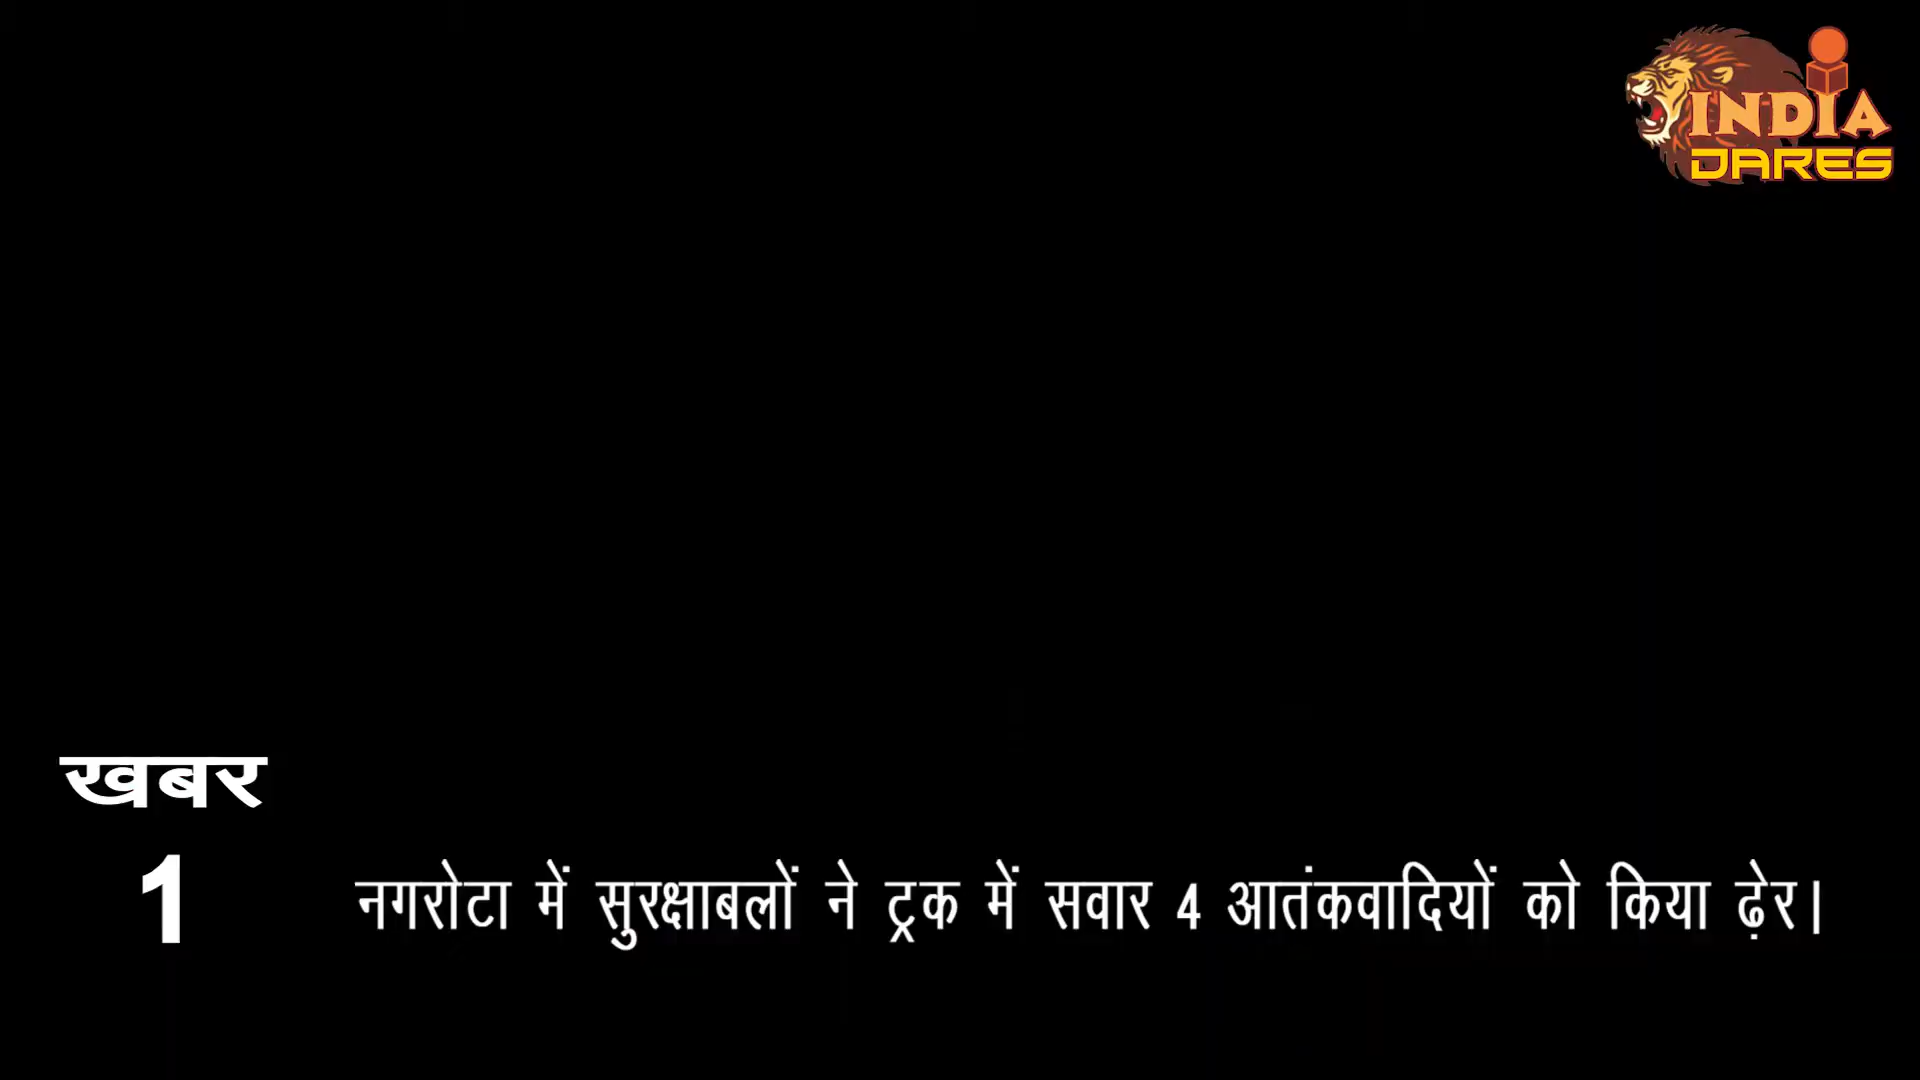 INDIA
DARES
खबर
1
नगरोटा में सुरक्षाबलों ने ट्रक में सवार 4 आतंकवादियों को किया ढ़ेर।